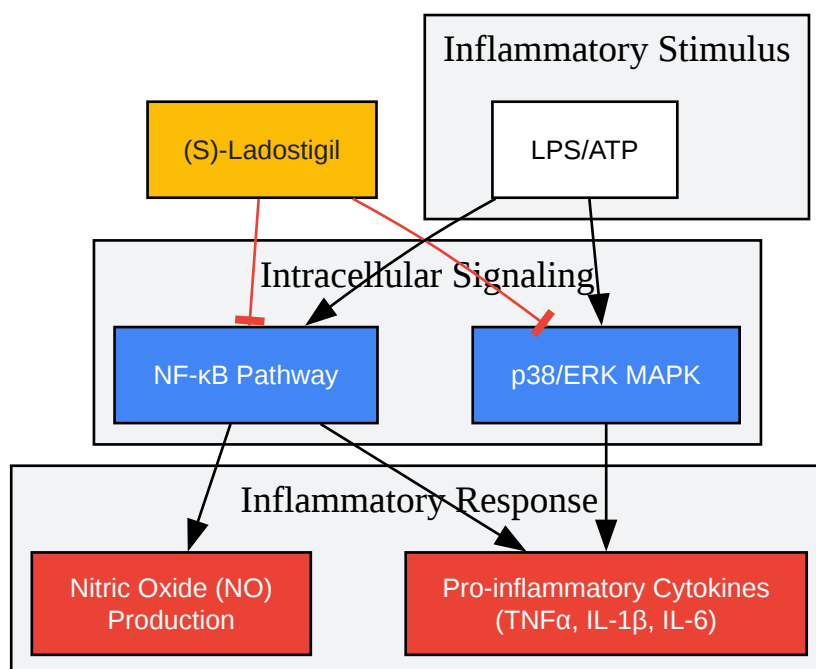 Inflammatory Stimulus
(S)-Ladostigil
LPS/ATP
Intracellular Signaling
NF-κB Pathway
p38/ERK MAPK
Inflammatory Response
Nitric Oxide (NO)
Production
Pro-inflammatory Cytokines
(TNFα, IL-1β, IL-6)